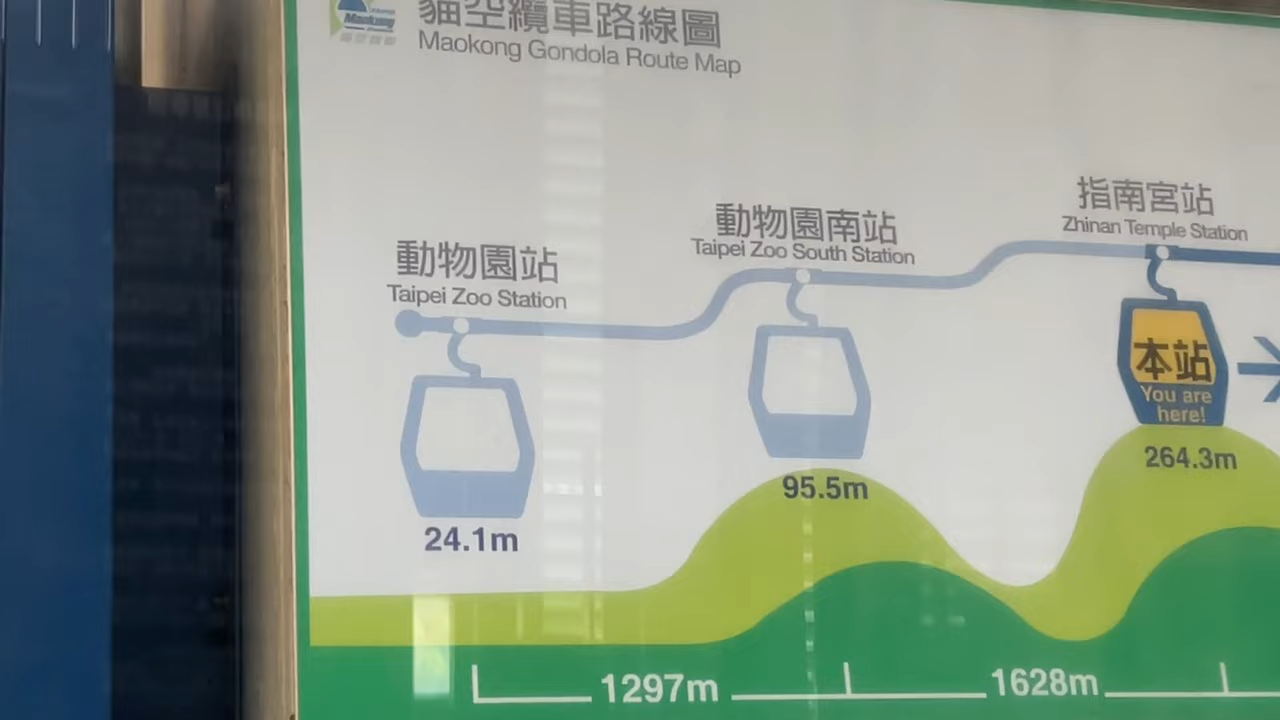 Maokong
貓空纜車路線圖
Maokong Gondola Route Map
指南宮站
Zhinan Temple Station
動物園南站
Taipei Zoo South Station
動物園站
Taipei Zoo Station
本站
You are
here!
264.3m
95.5m
24.1m
1297m
1628m